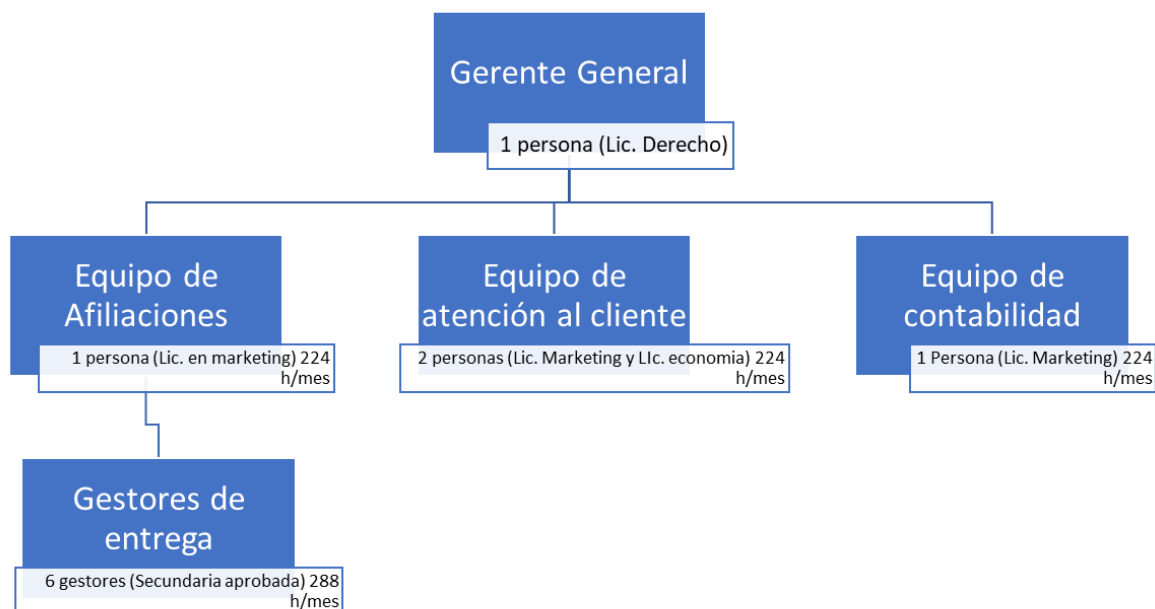 Gerente General
1 persona (Lic. Derecho)
Equipo de
Afiliaciones
1 persona (Lic. en marketing) 224
h/mes
Equipo de
atención al cliente
2 personas (Lic. Marketing y LIc. economia) 224
h/mes
Equipo de
contabilidad
1 Persona (Lic. Marketing) 224
h/mes
Gestores de
entrega
6 gestores (Secundaria aprobada) 288
h/mes